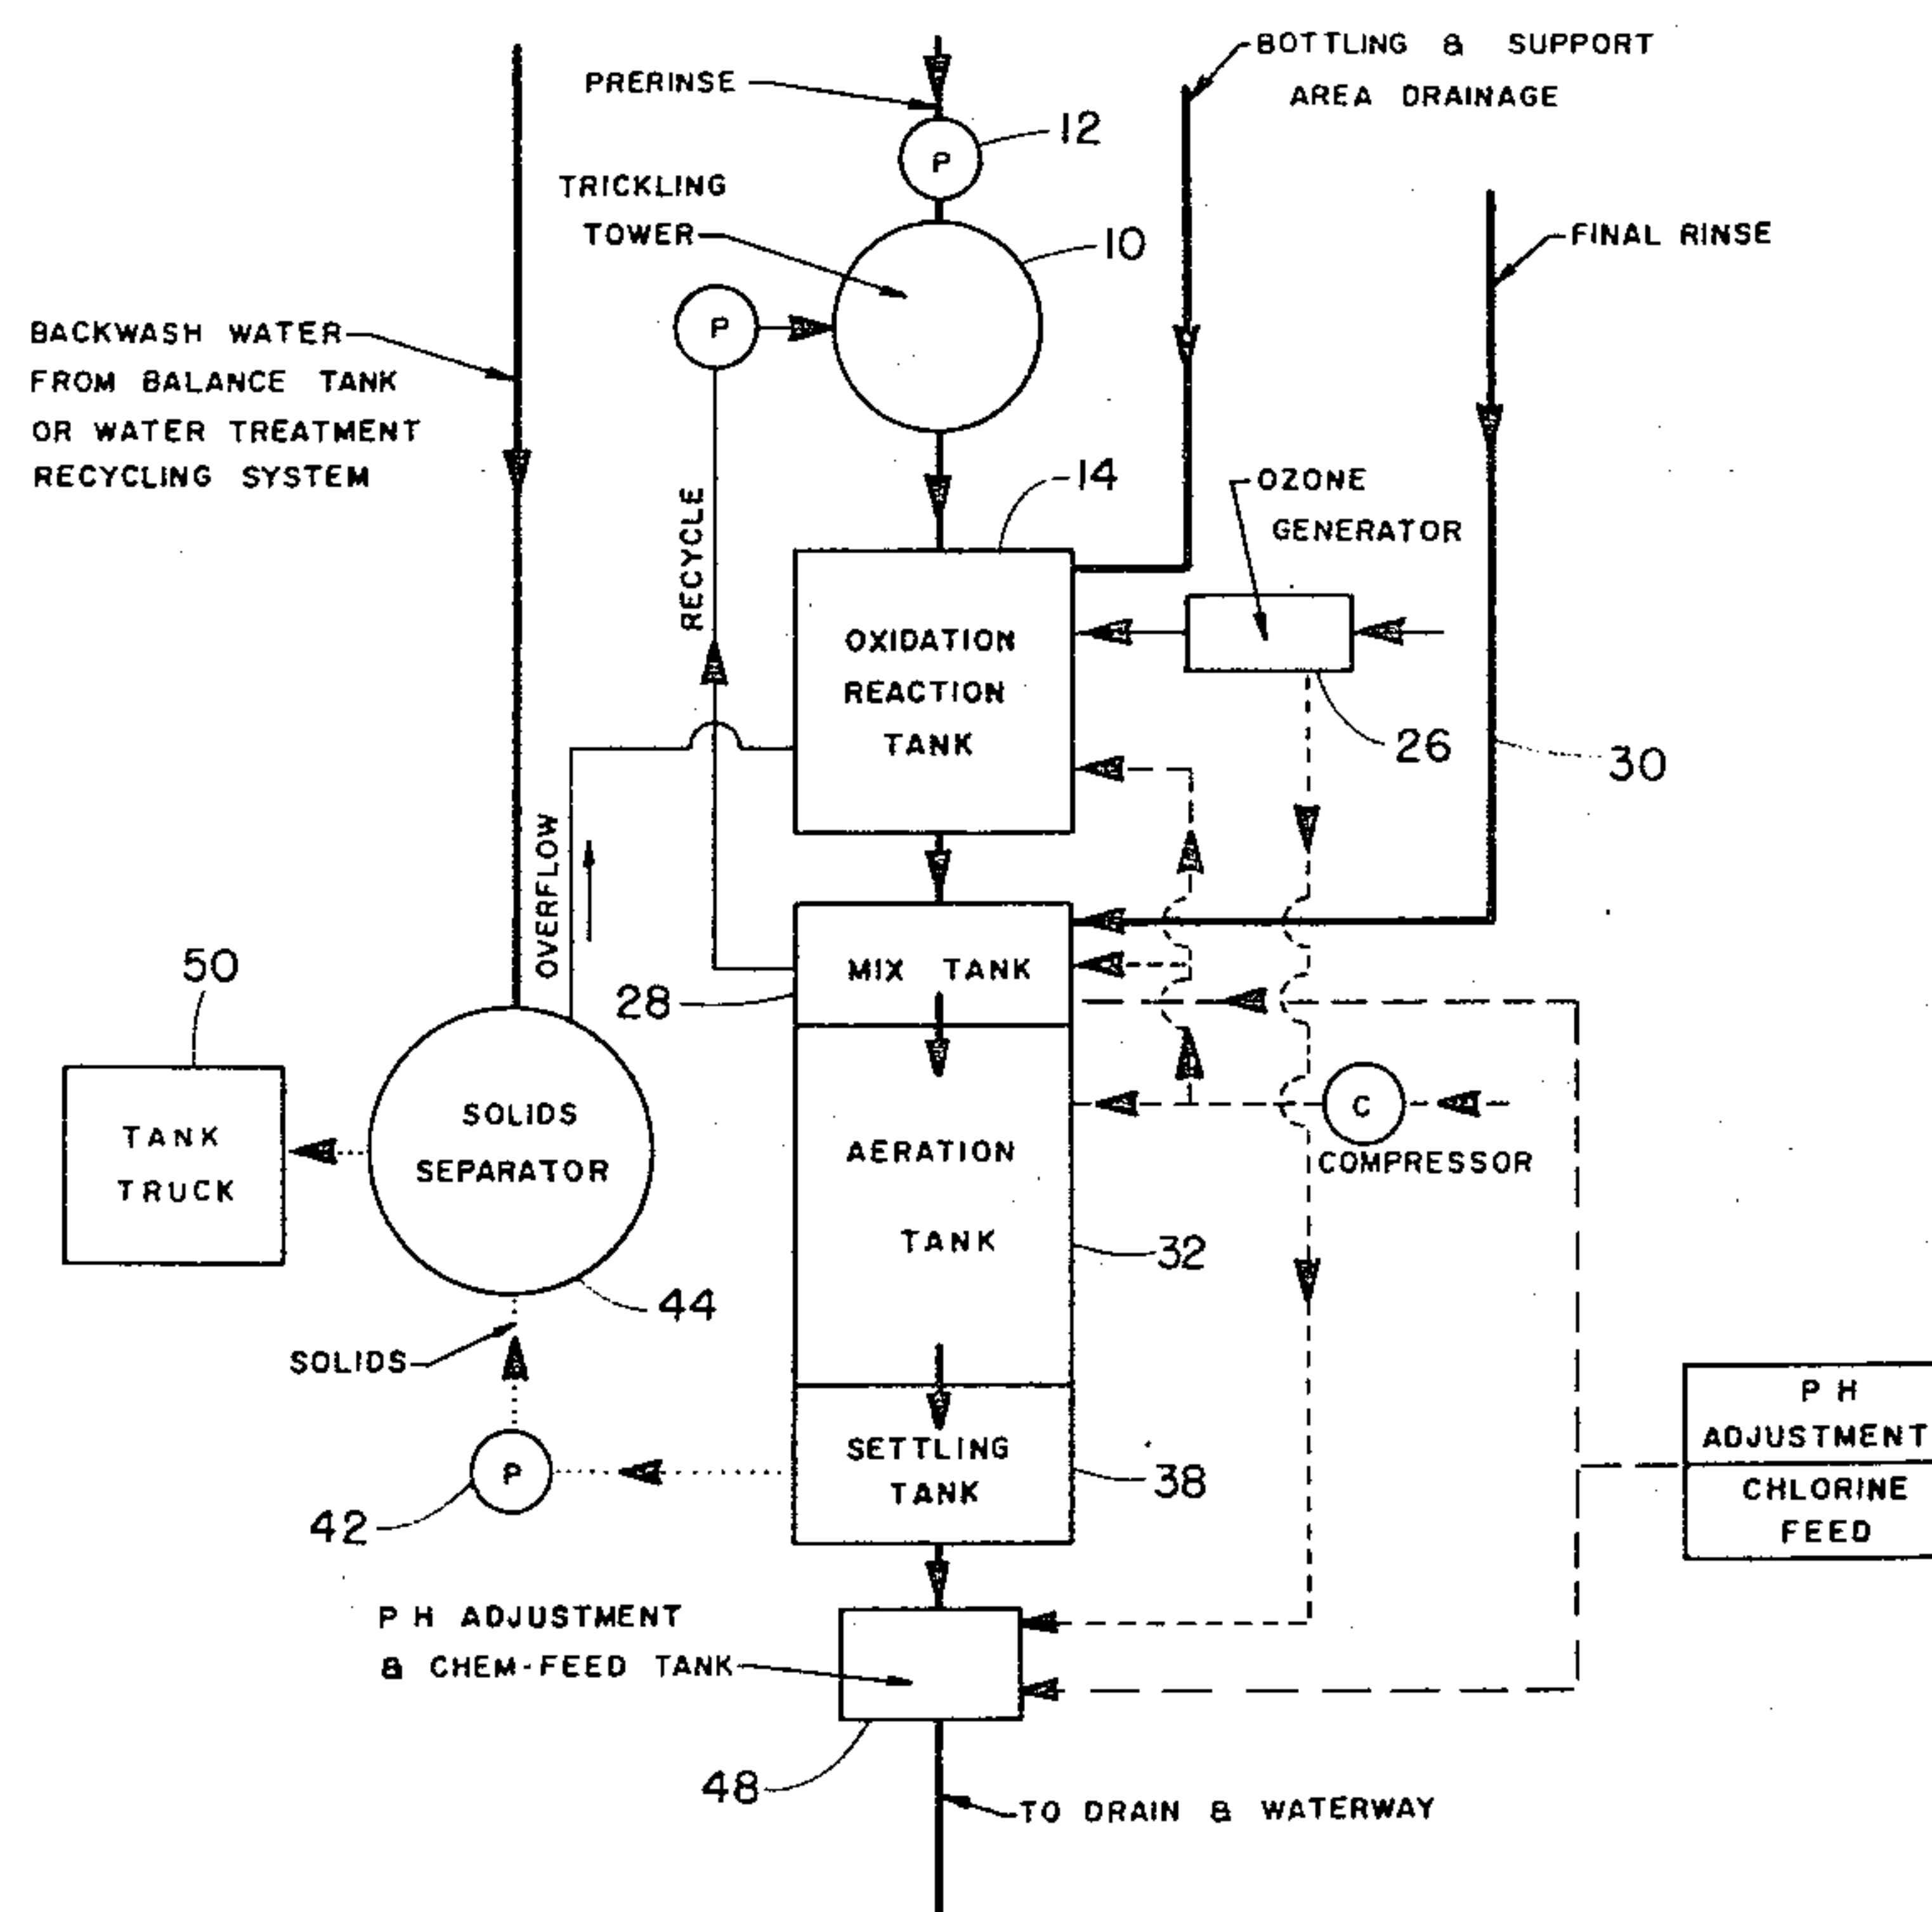 BOTTLING & SUPPORT
AREA DRAINAGE
PRERINSE
12
P
TRICKLING
TOWER
10
FINAL RINSE
P
BACKWASH WATER
FROM BALANCE TANK
OR WATER TREATMENT
RECYCLING SYSTEM
14
OZONE
GENERATOR
RECYCLE
OXIDATION
REACTION
TANK
26
30
OVERFLOW
50
MIX TANK
28
SOLIDS
SEPARATOR
TANK
TRUCK
C
COMPRESSOR
AERATION
TANK
32
44
SOLIDS
PH
ADJUSTMENT
CHLORINE
FEED
SETTLING
TANK
38
P
42
PH ADJUSTMENT
& CHEM-FEED TANK
48
TO DRAIN & WATERWAY